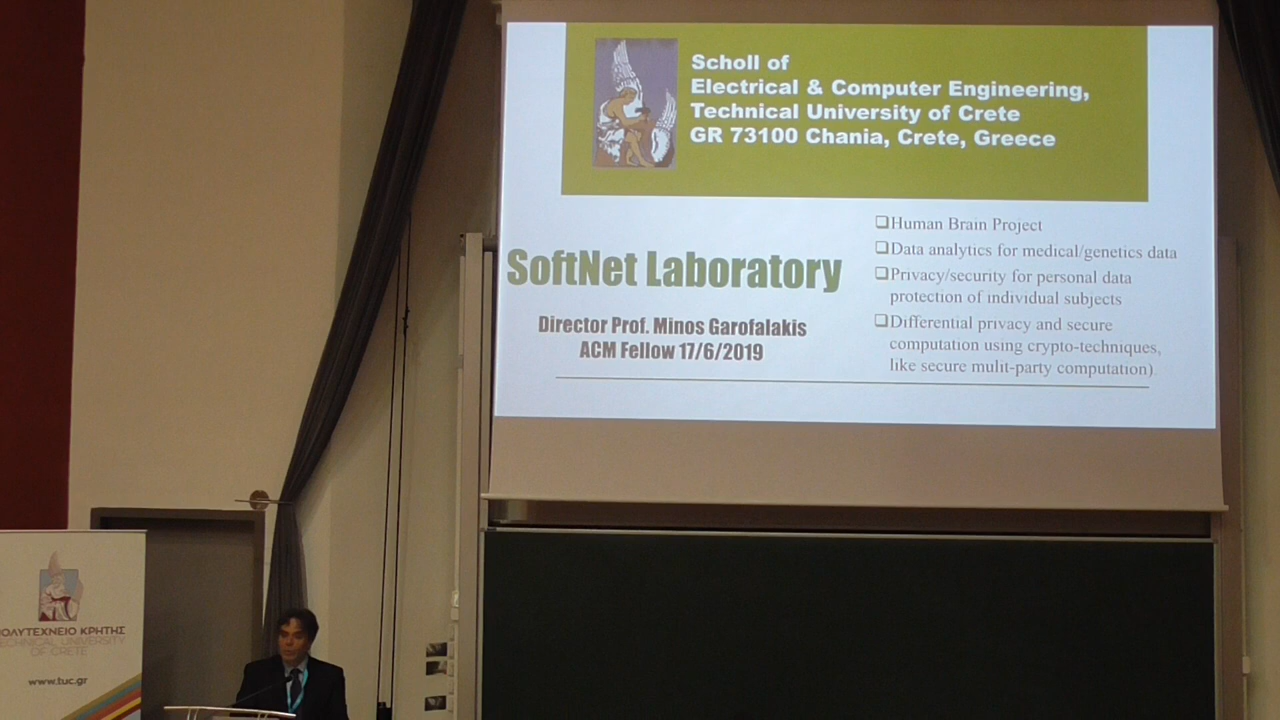 Scholl of
Electrical & Computer Engineering,
Technical University of Crete
GR 73100 Chania, Crete, Greece
SoftNet Laboratory
Director Prof. Minos Garofalakis
ACM Fellow 17/6/2019
❑Human Brain Project
❑Data analytics for medical/genetics data
❑Privacy/security for personal data
protection of individual subjects
❑Differential privacy and secure
computation using crypto-techniques,
like secure mulit-party computation)
ΟΛΥΤΕΧΝΕΙΟ ΚΡΗΤΗΣ
ECHNICAL UNIVERSITY
OF CRETE
www.tuc.gr